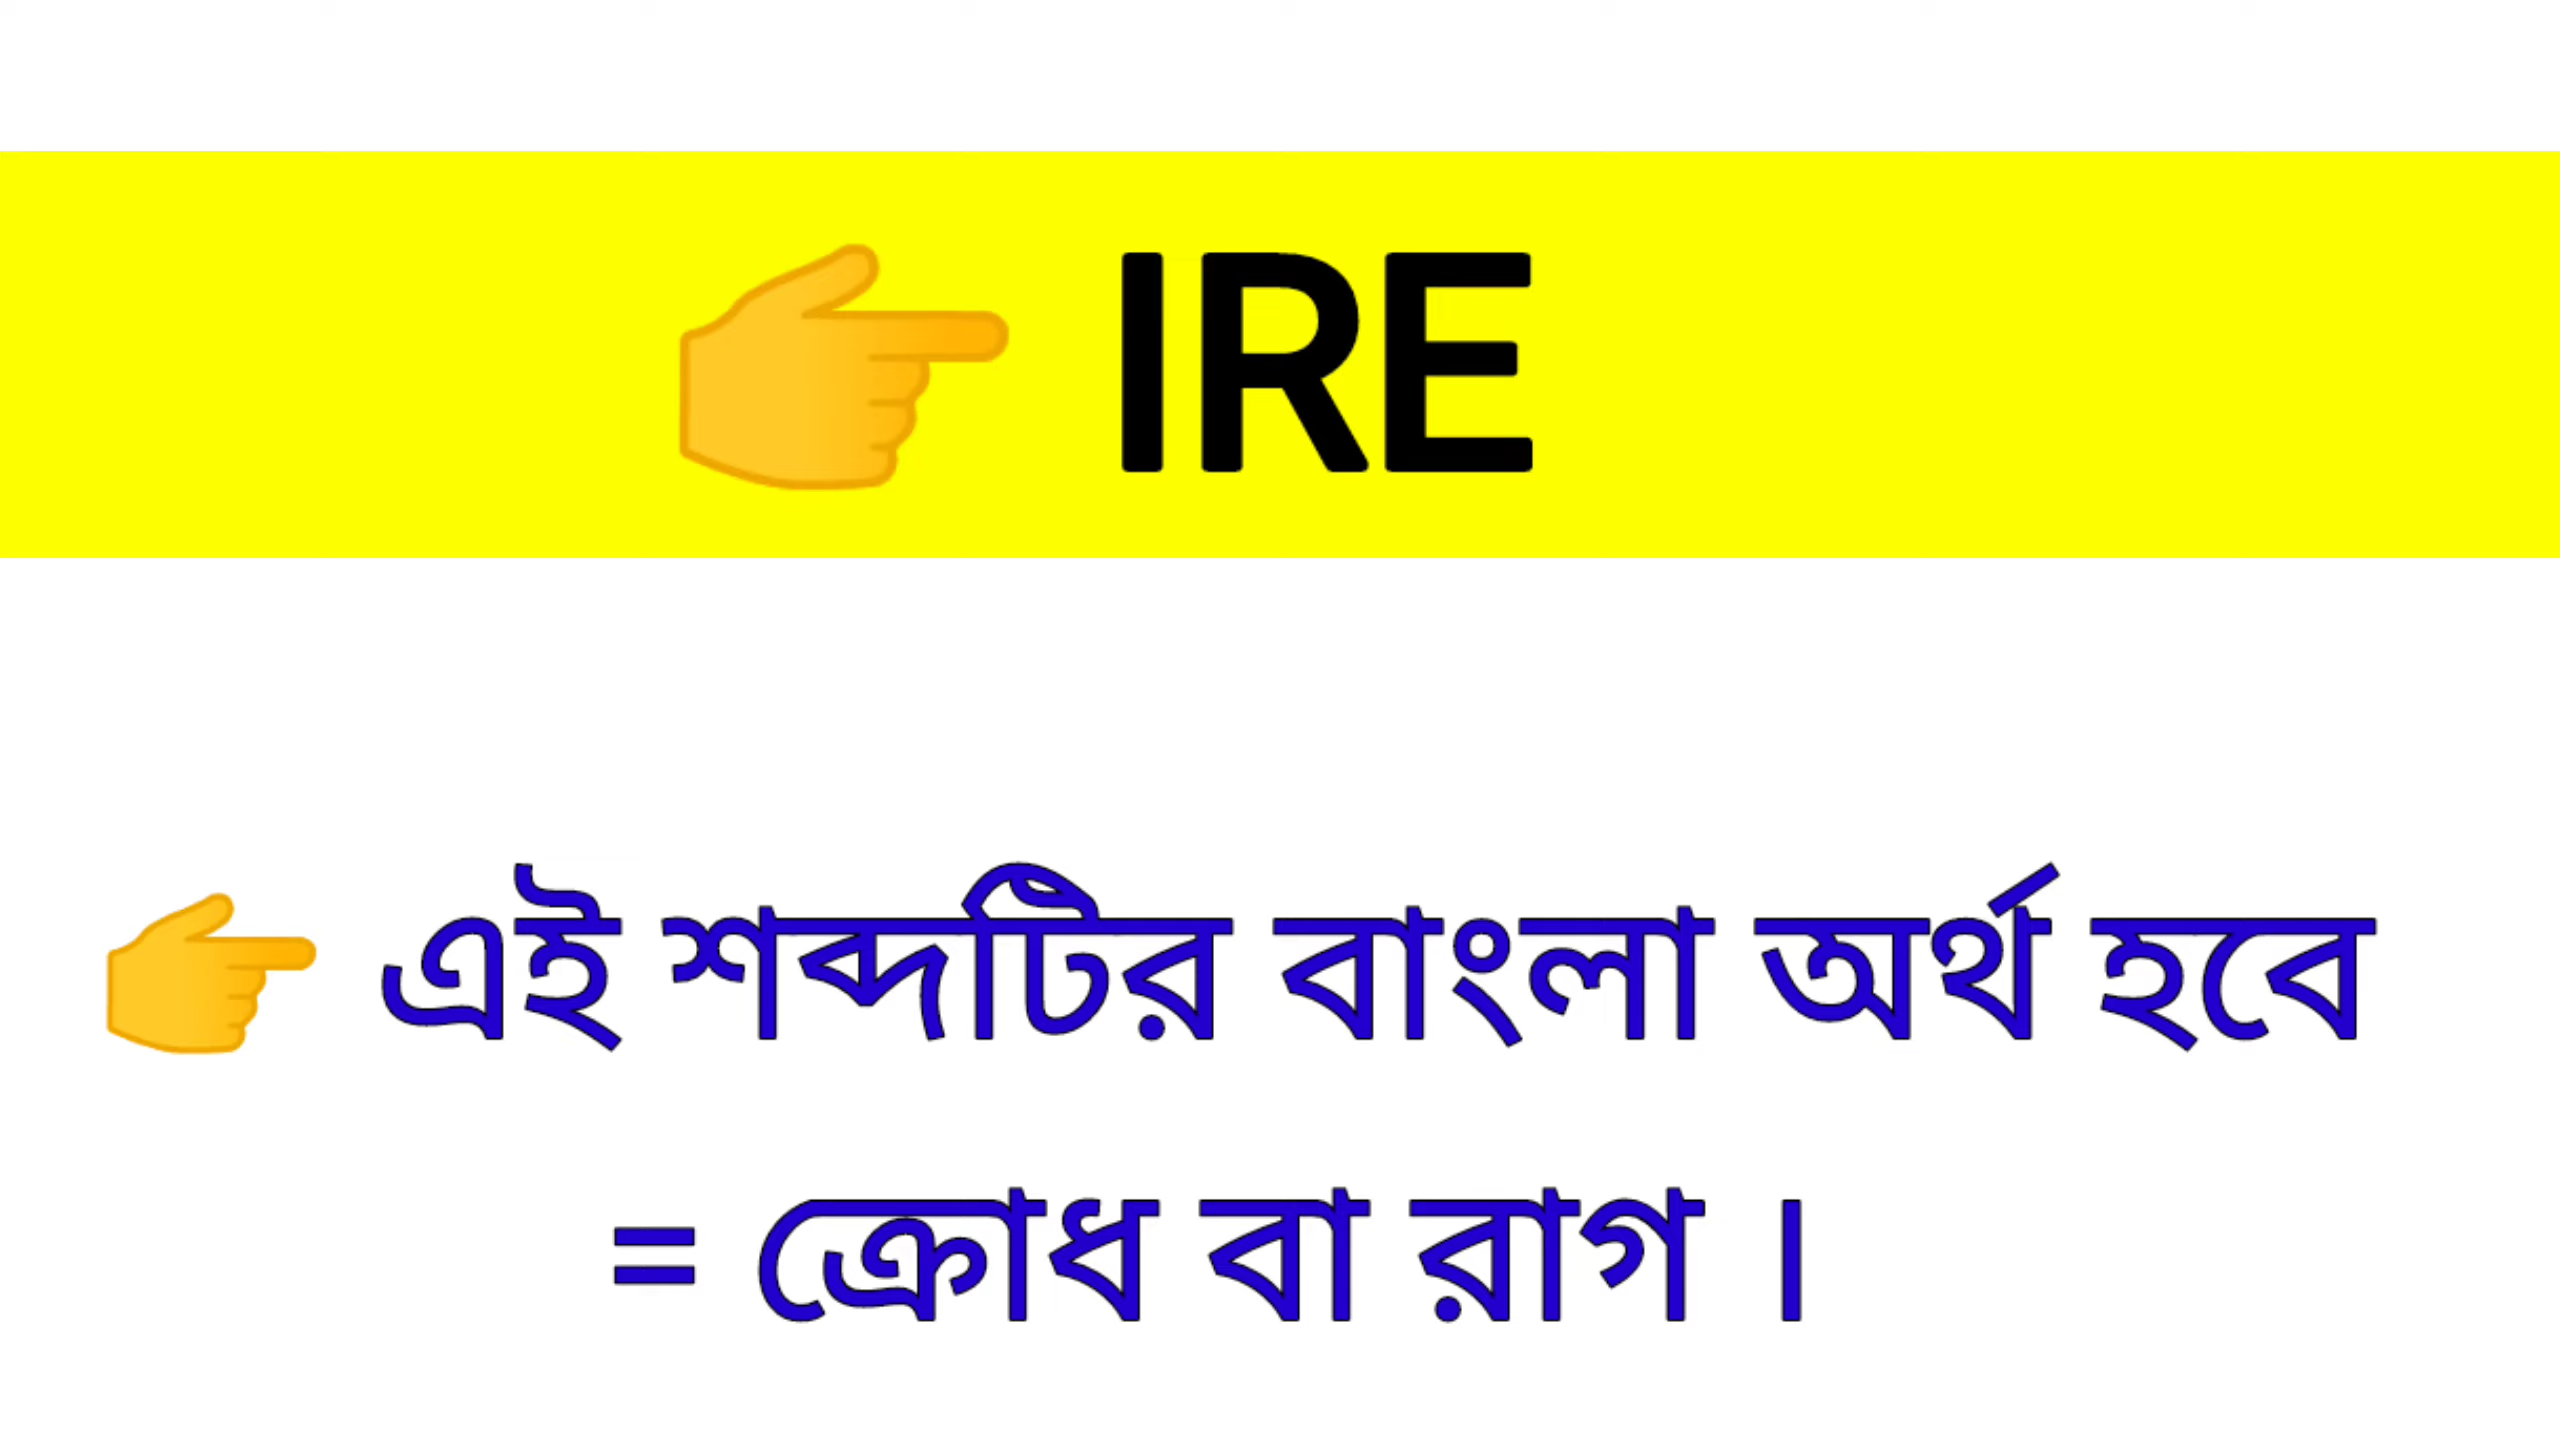 👉 IRE
👉 এই শব্দটির বাংলা অর্থ হবে
= ক্রোধ বা রাগ ।